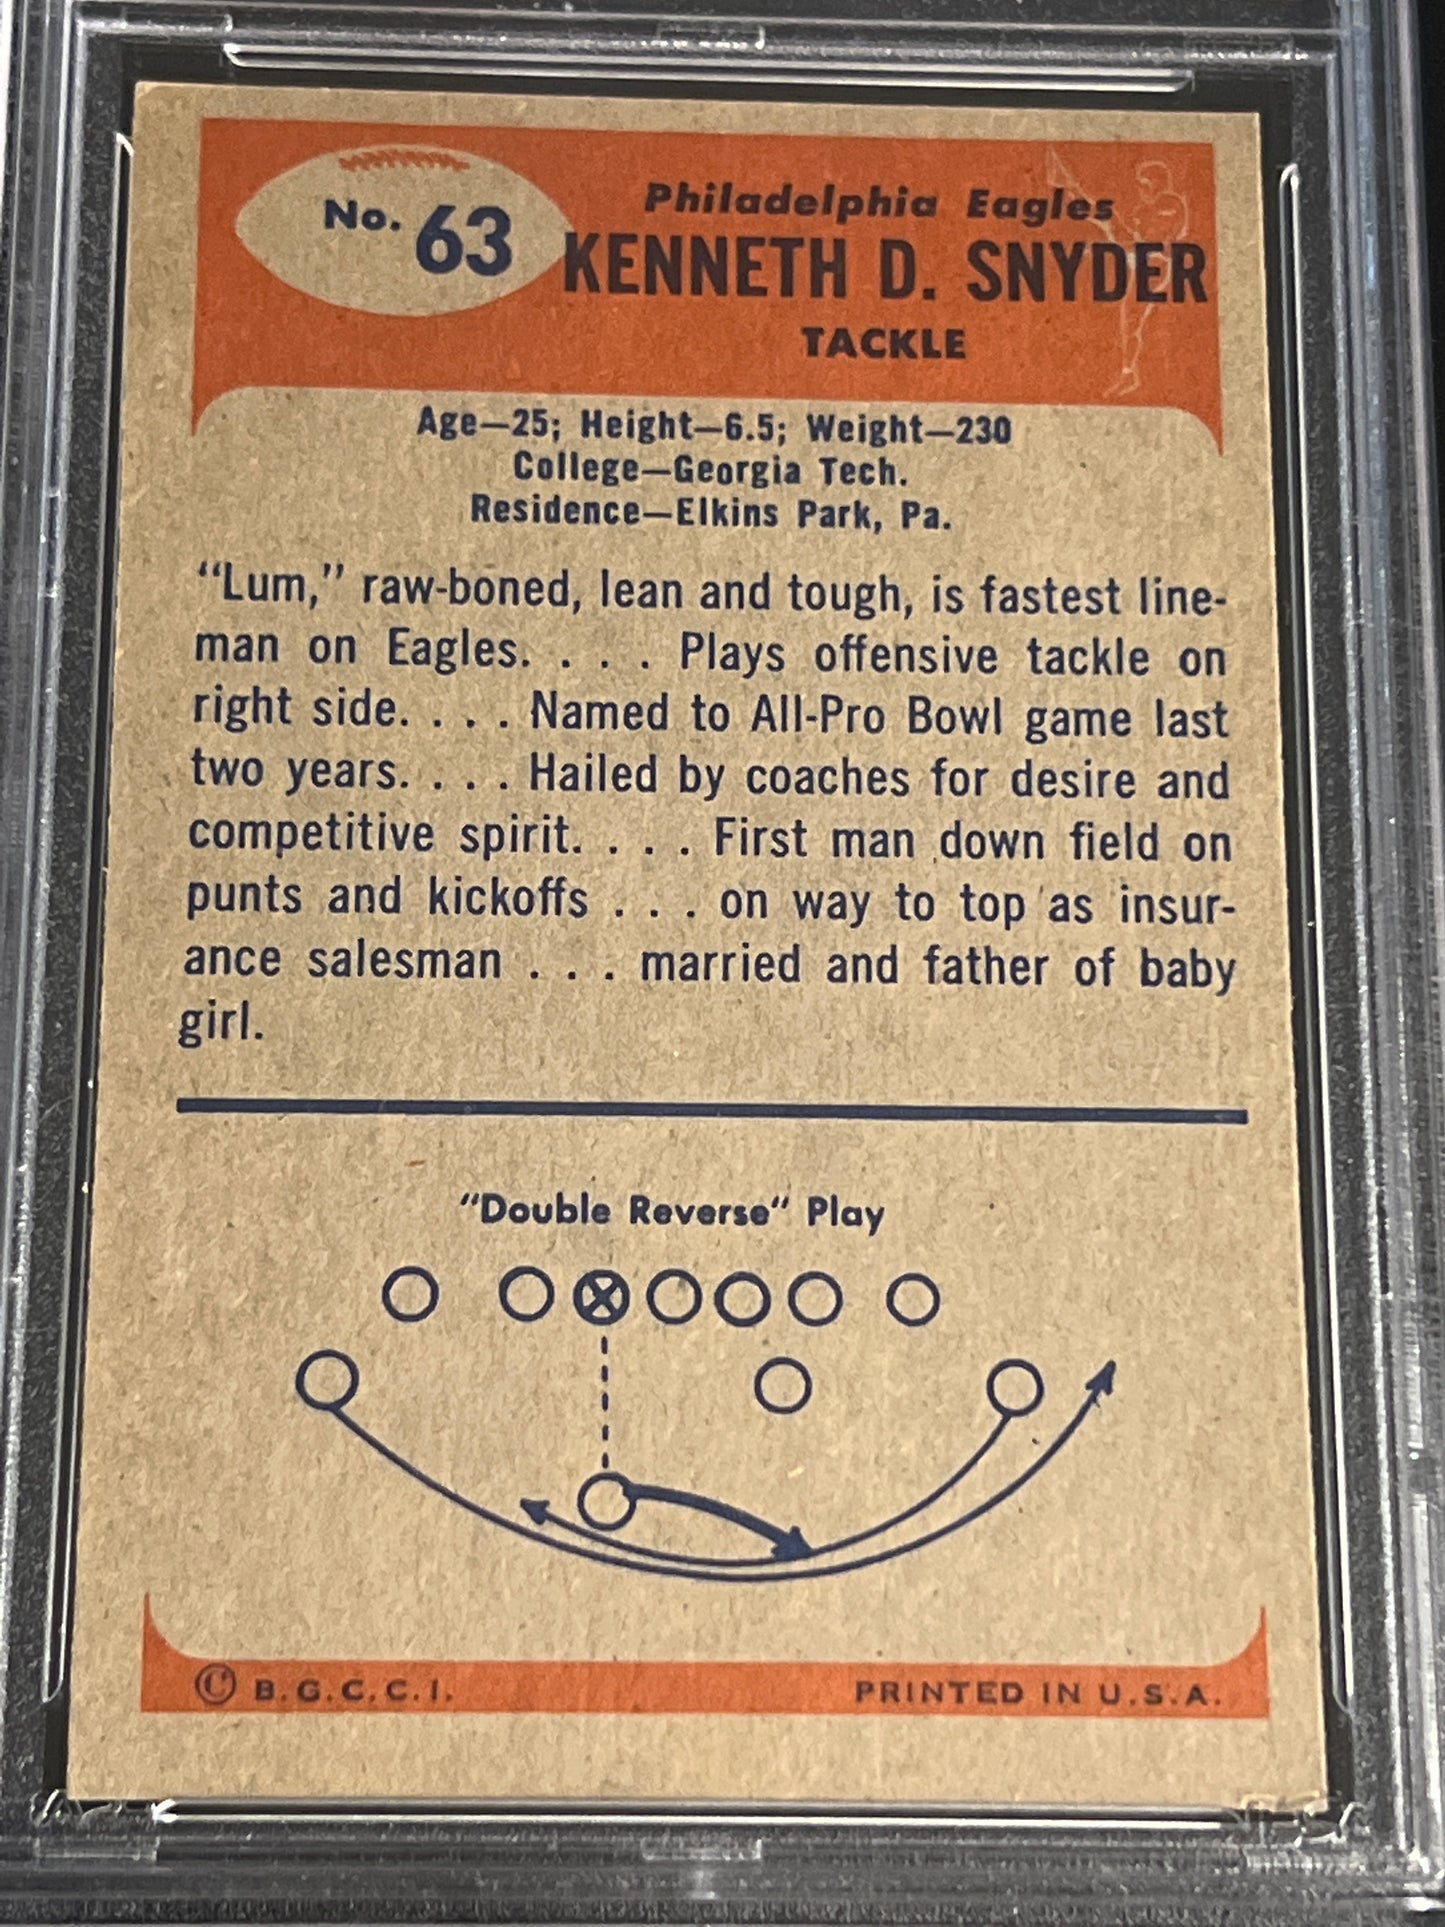 No. 63
Philadelphia Eagles
KENNETH D. SNYDER
TACKLE
Age—25; Height—6.5; Weight—230
College—Georgia Tech.
Residence—Elkins Park, Pa.
"Lum," raw-boned, lean and tough, is fastest line-
man on Eagles. . . . Plays offensive tackle on
right side. . . . Named to All-Pro Bowl game last
two years. . . . Hailed by coaches for desire and
competitive spirit. . . . First man down field on
punts and kickoffs . . . on way to top as insur-
ance salesman . . . married and father of baby
girl.
"Double Reverse" Play
© B.G.C.C.I.
PRINTED IN U.S.A.